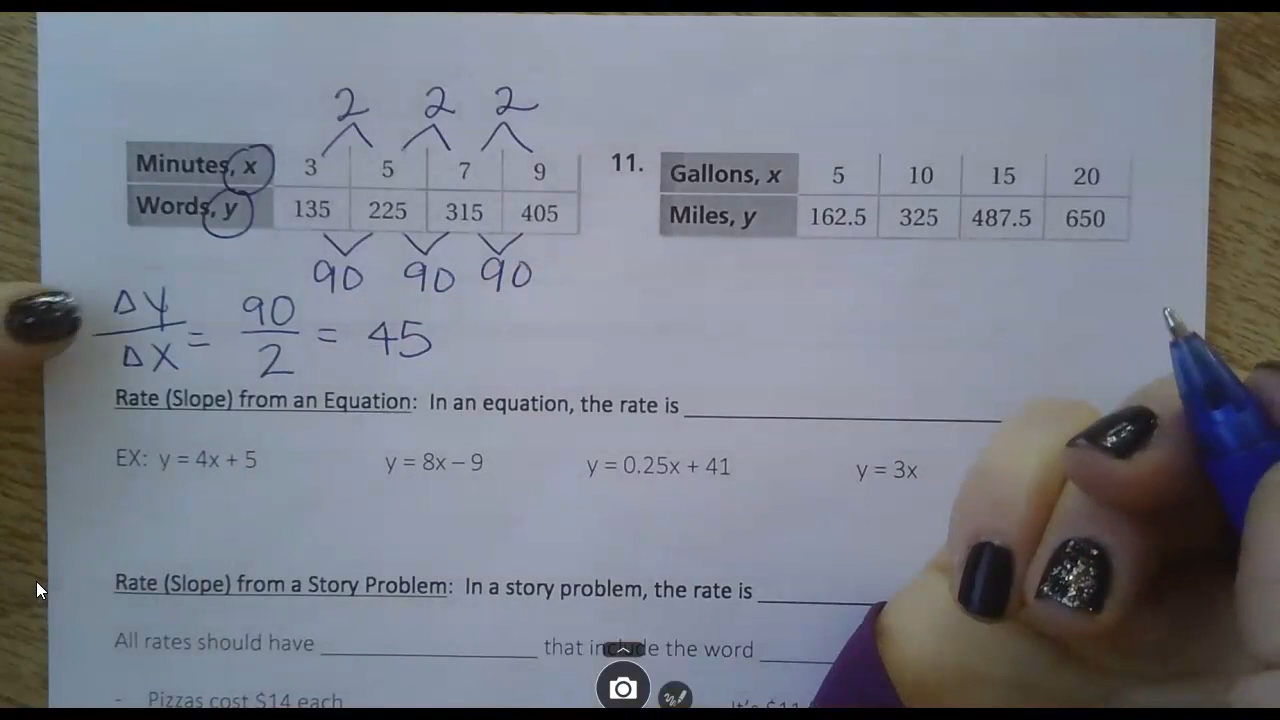 2 2 2
Minutes, x 3 5 7 9
Words, y 135 225 315 405
90 90 90
11.
Gallons, x 5 10 15 20
Miles, y 162.5 325 487.5 650
Δy/Δx = 90/2 = 45
Rate (Slope) from an Equation: In an equation, the rate is
EX: y = 4x + 5 y = 8x – 9 y = 0.25x + 41 y = 3x
Rate (Slope) from a Story Problem: In a story problem, the rate is
All rates should have that include the word
- Pizzas cost $14 each It's